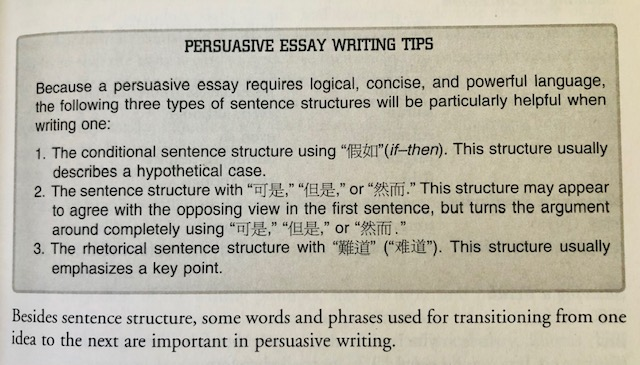 PERSUASIVE ESSAY WRITING TIPS
Because a persuasive essay requires logical, concise, and powerful language,
the following three types of sentence structures will be particularly helpful when
writing one:
1. The conditional sentence structure using “假如”(if–then). This structure usually
describes a hypothetical case.
2. The sentence structure with “可是,” “但是,” or “然而.” This structure may appear
to agree with the opposing view in the first sentence, but turns the argument
around completely using “可是,” “但是,” or “然而.”
3. The rhetorical sentence structure with “難道” (“难道”). This structure usually
emphasizes a key point.
Besides sentence structure, some words and phrases used for transitioning from one
idea to the next are important in persuasive writing.